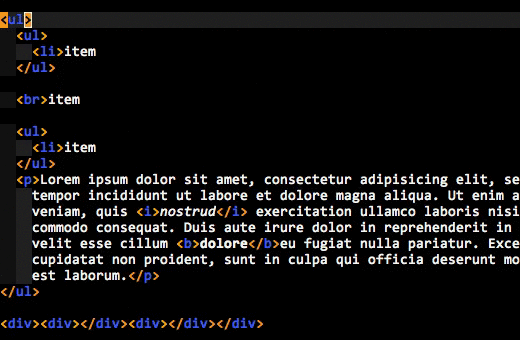 <ul>
<ul>
<li>item
</ul>
<br>item
<ul>
<li>item
</ul>
<p>Lorem ipsum dolor sit amet, consectetur adipisicing elit, se
tempor incididunt ut labore et dolore magna aliqua. Ut enim a
veniam, quis <i>nostrud</i> exercitation ullamco laboris nisi
commodo consequat. Duis aute irure dolor in reprehenderit in
velit esse cillum <b>dolore</b>eu fugiat nulla pariatur. Exce
cupidatat non proident, sunt in culpa qui officia deserunt mo
est laborum.</p>
</ul>
<div><div></div><div></div></div>